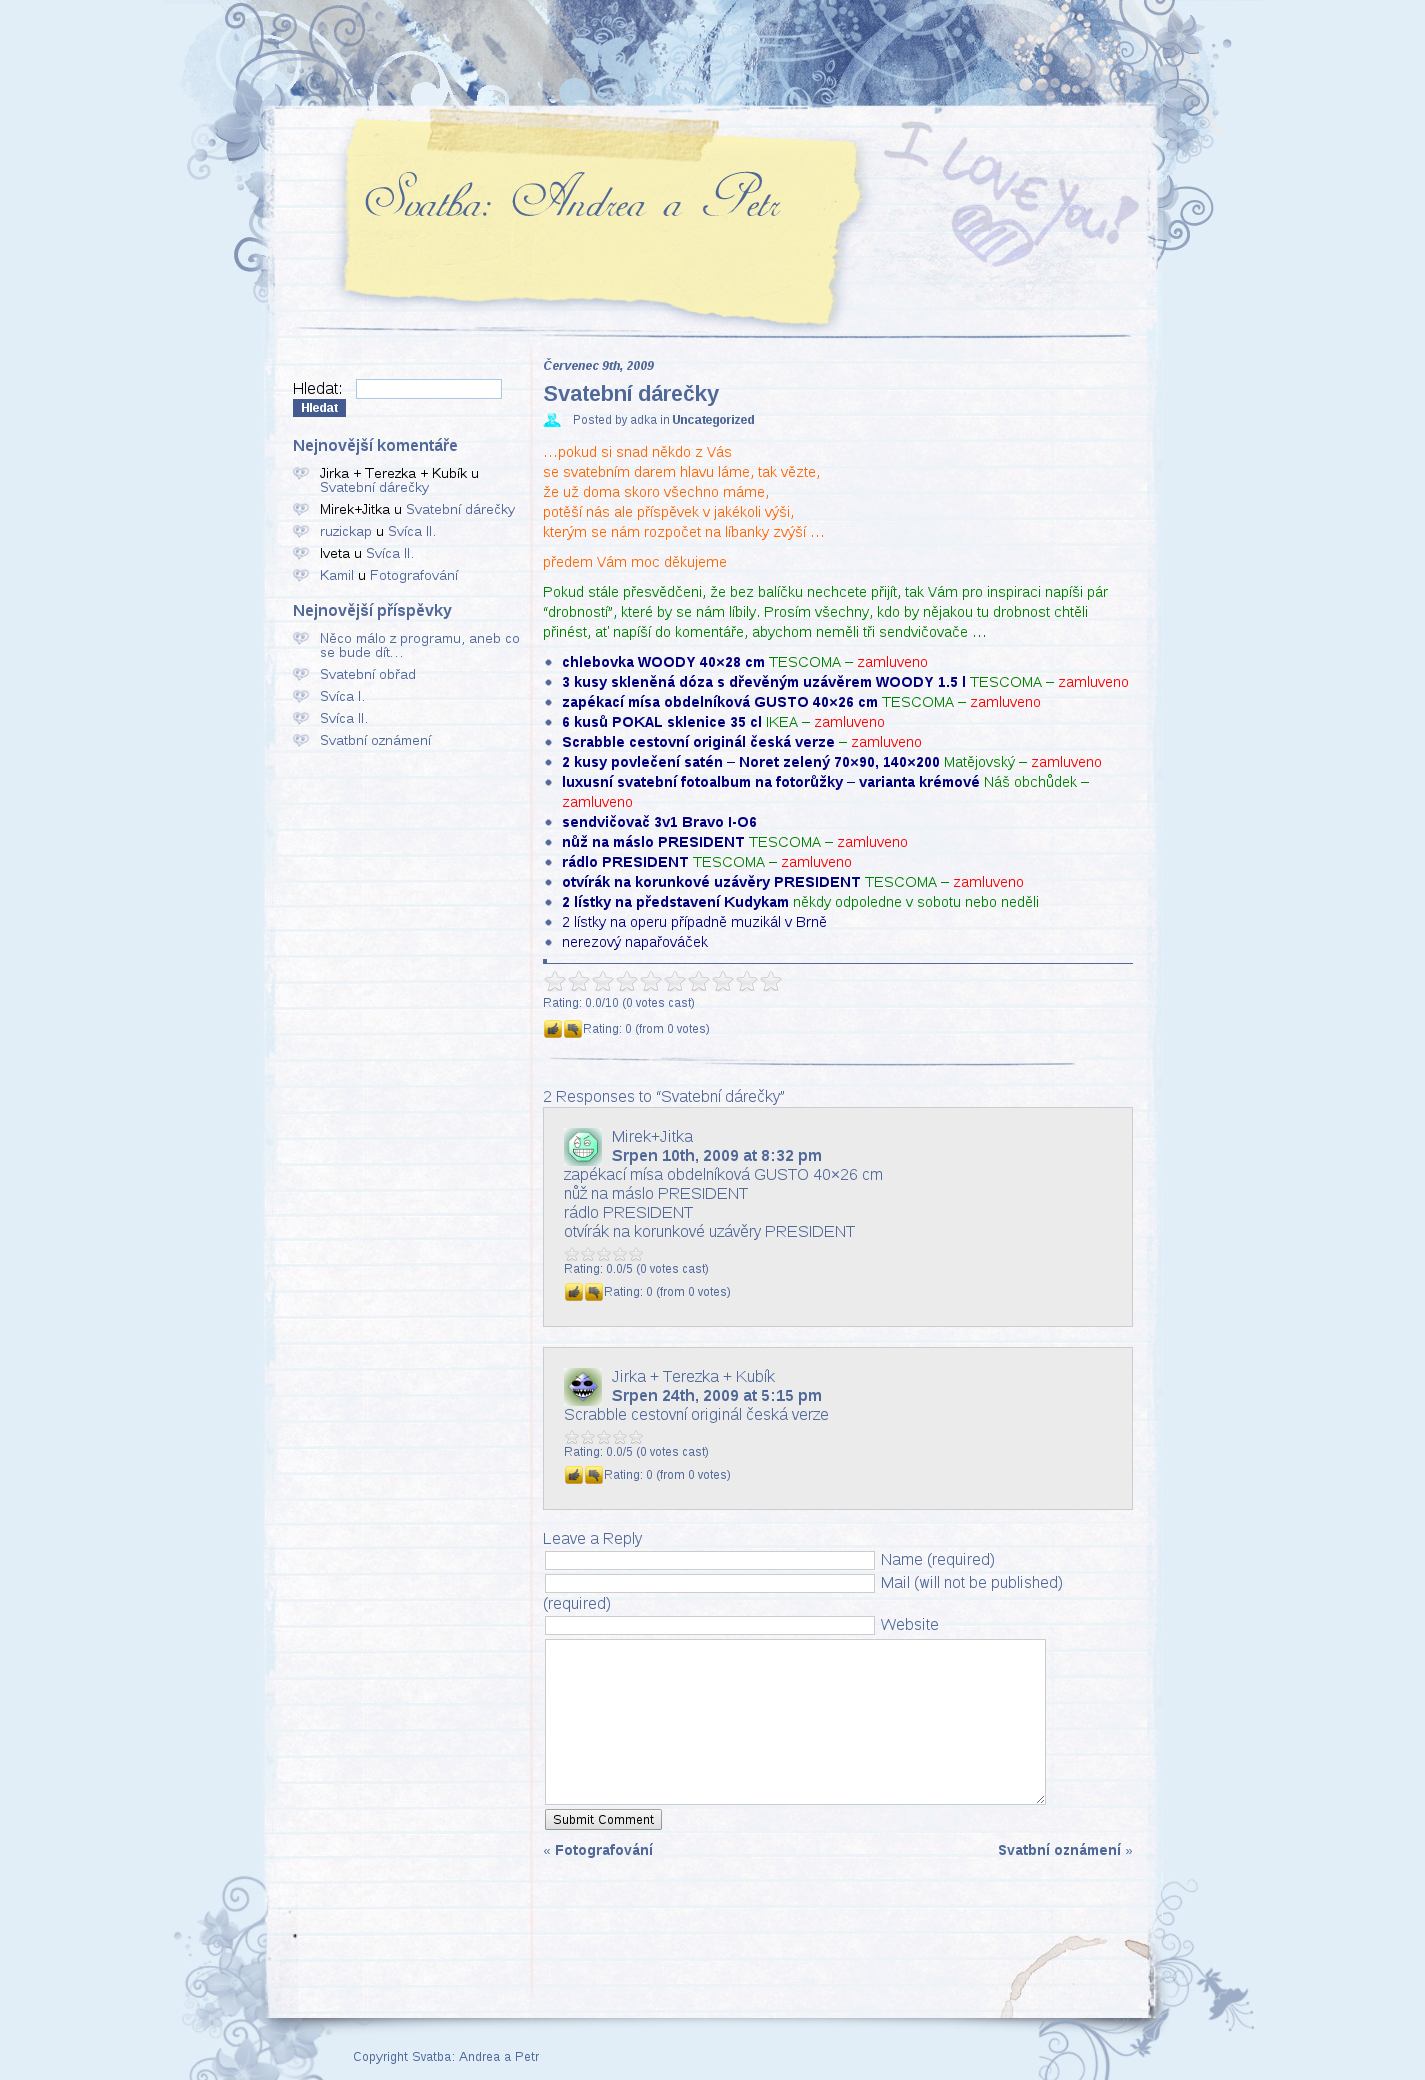 Svatba: Andrea a Petr
I LOVE You!
Hledat:
Hledat
Nejnovější komentáře
Jirka + Terezka + Kubík u
Svatební dárečky
Mirek+Jitka u Svatební dárečky
ruzickap u Svíca II.
Iveta u Svíca II.
Kamil u Fotografování
Nejnovější příspěvky
Něco málo z programu, aneb co
se bude dít…
Svatební obřad
Svíca I.
Svíca II.
Svatbní oznámení
Červenec 9th, 2009
Svatební dárečky
Posted by adka in Uncategorized
…pokud si snad někdo z Vás
se svatebním darem hlavu láme, tak vězte,
že už doma skoro všechno máme,
potěší nás ale příspěvek v jakékoli výši,
kterým se nám rozpočet na líbanky zvýší …
předem Vám moc děkujeme
Pokud stále přesvědčeni, že bez balíčku nechcete přijít, tak Vám pro inspiraci napíši pár
“drobností”, které by se nám líbily. Prosím všechny, kdo by nějakou tu drobnost chtěli
přinést, ať napíší do komentáře, abychom neměli tři sendvičovače …
chlebovka WOODY 40×28 cm TESCOMA – zamluveno
3 kusy skleněná dóza s dřevěným uzávěrem WOODY 1.5 l TESCOMA – zamluveno
zapékací mísa obdelníková GUSTO 40×26 cm TESCOMA – zamluveno
6 kusů POKAL sklenice 35 cl IKEA – zamluveno
Scrabble cestovní originál česká verze – zamluveno
2 kusy povlečení satén – Noret zelený 70×90, 140×200 Matějovský – zamluveno
luxusní svatební fotoalbum na fotorůžky – varianta krémové Náš obchůdek –
zamluveno
sendvičovač 3v1 Bravo I-O6
nůž na máslo PRESIDENT TESCOMA – zamluveno
rádlo PRESIDENT TESCOMA – zamluveno
otvírák na korunkové uzávěry PRESIDENT TESCOMA – zamluveno
2 lístky na představení Kudykam někdy odpoledne v sobotu nebo neděli
2 lístky na operu případně muzikál v Brně
nerezový napařováček
Rating: 0.0/10 (0 votes cast)
Rating: 0 (from 0 votes)
2 Responses to “Svatební dárečky”
Mirek+Jitka
Srpen 10th, 2009 at 8:32 pm
zapékací mísa obdelníková GUSTO 40×26 cm
nůž na máslo PRESIDENT
rádlo PRESIDENT
otvírák na korunkové uzávěry PRESIDENT
Rating: 0.0/5 (0 votes cast)
Rating: 0 (from 0 votes)
Jirka + Terezka + Kubík
Srpen 24th, 2009 at 5:15 pm
Scrabble cestovní originál česká verze
Rating: 0.0/5 (0 votes cast)
Rating: 0 (from 0 votes)
Leave a Reply
Name (required)
Mail (will not be published)
(required)
Website
Submit Comment
« Fotografování
Svatbní oznámení »
Copyright Svatba: Andrea a Petr